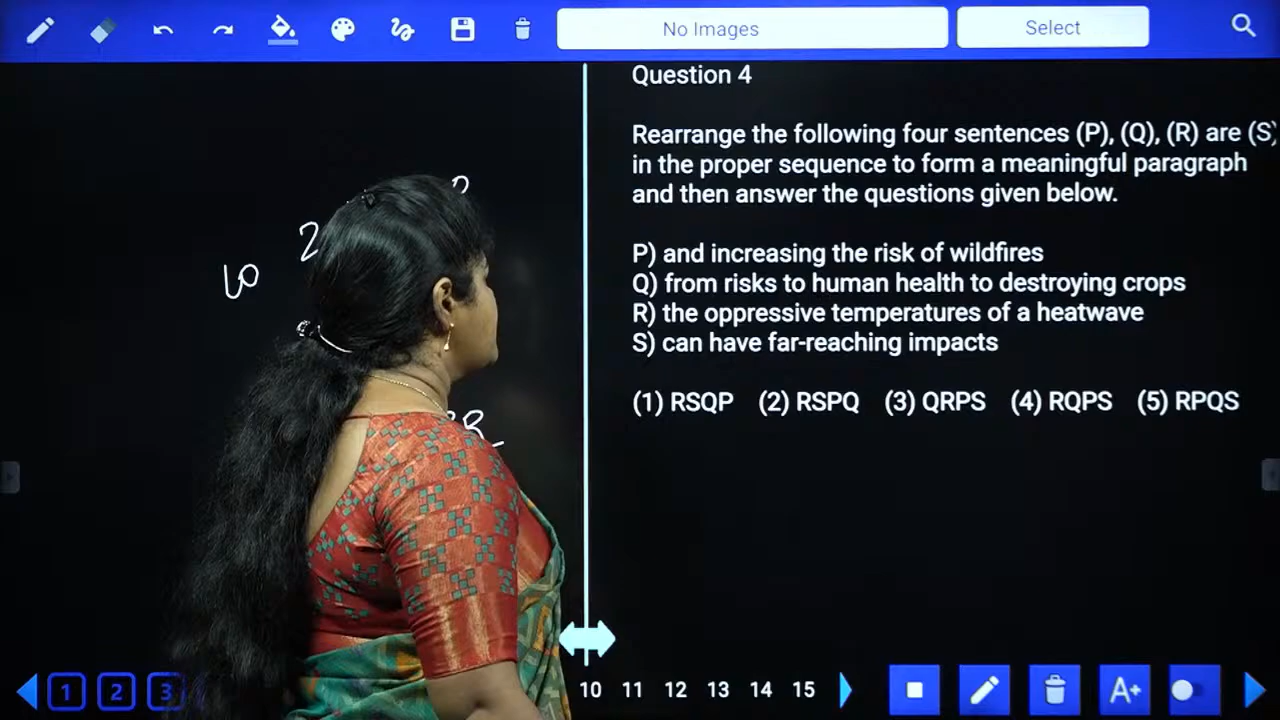 No Images
Select
Question 4
Rearrange the following four sentences (P), (Q), (R) are (S)
in the proper sequence to form a meaningful paragraph
and then answer the questions given below.
P) and increasing the risk of wildfires
Q) from risks to human health to destroying crops
R) the oppressive temperatures of a heatwave
S) can have far-reaching impacts
(1) RSQP (2) RSPQ (3) QRPS (4) RQPS (5) RPQS
2
R
1 2 3
10 11 12 13 14 15
A+